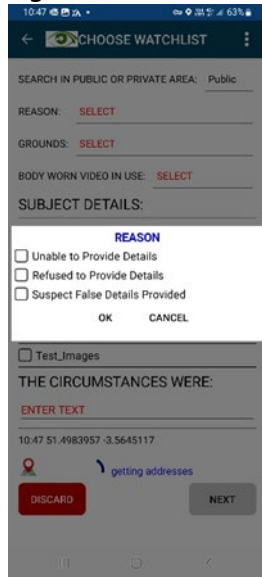 10:47
63%
CHOOSE WATCHLIST
SEARCH IN PUBLIC OR PRIVATE AREA: Public
REASON: SELECT
GROUNDS: SELECT
BODY WORN VIDEO IN USE: SELECT
SUBJECT DETAILS:
REASON
Unable to Provide Details
Refused to Provide Details
Suspect False Details Provided
OK CANCEL
Test_Images
THE CIRCUMSTANCES WERE:
ENTER TEXT
10:47 51.4983957 -3.5645117
getting addresses
DISCARD NEXT